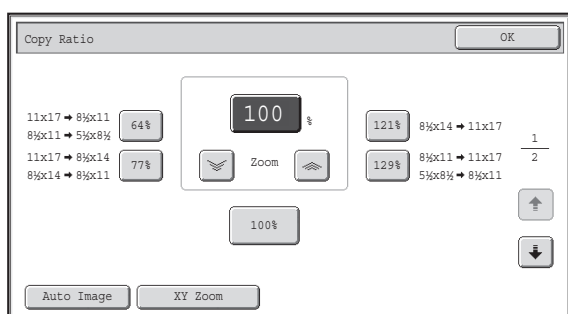 Copy Ratio
OK
11x17 ➡ 8½x11
8½x11 ➡ 5½x8½
64%
11x17 ➡ 8½x14
8½x14 ➡ 8½x11
77%
100 %
Zoom
100%
121%
8½x14 ➡ 11x17
129%
8½x11 ➡ 11x17
5½x8½ ➡ 8½x11
1
2
Auto Image
XY Zoom